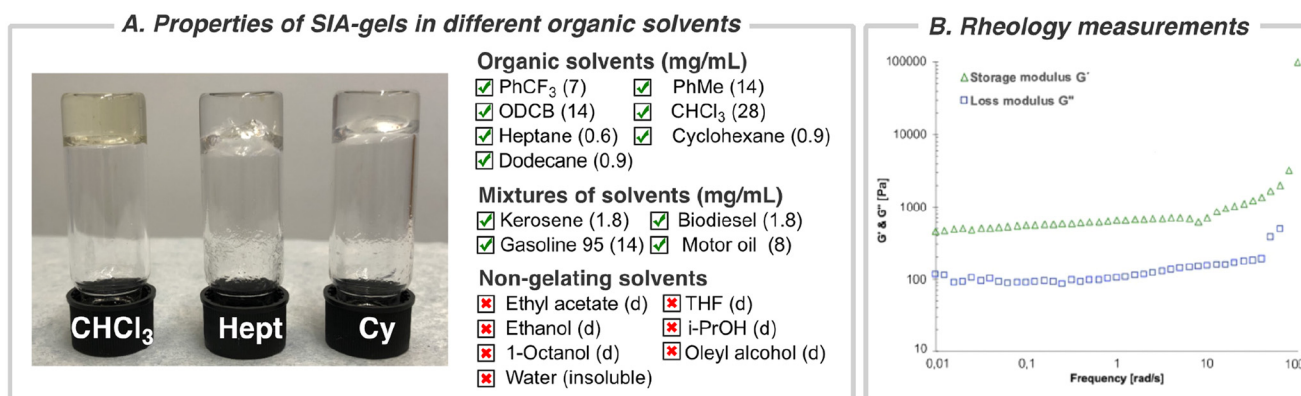 A. Properties of SIA-gels in different organic solvents
CHCl3
Hept
Cy
Organic solvents (mg/mL)
PhCF3 (7) PhMe (14)
ODCB (14) CHCl3 (28)
Heptane (0.6) Cyclohexane (0.9)
Dodecane (0.9)
Mixtures of solvents (mg/mL)
Kerosene (1.8) Biodiesel (1.8)
Gasoline 95 (14) Motor oil (8)
Non-gelating solvents
Ethyl acetate (d) THF (d)
Ethanol (d) i-PrOH (d)
1-Octanol (d) Oleyl alcohol (d)
Water (insoluble)
B. Rheology measurements
Storage modulus G´
Loss modulus G"
G' & G" [Pa]
100000
10000
1000
100
10
0,01 0,1 1 10 100
Frequency [rad/s]